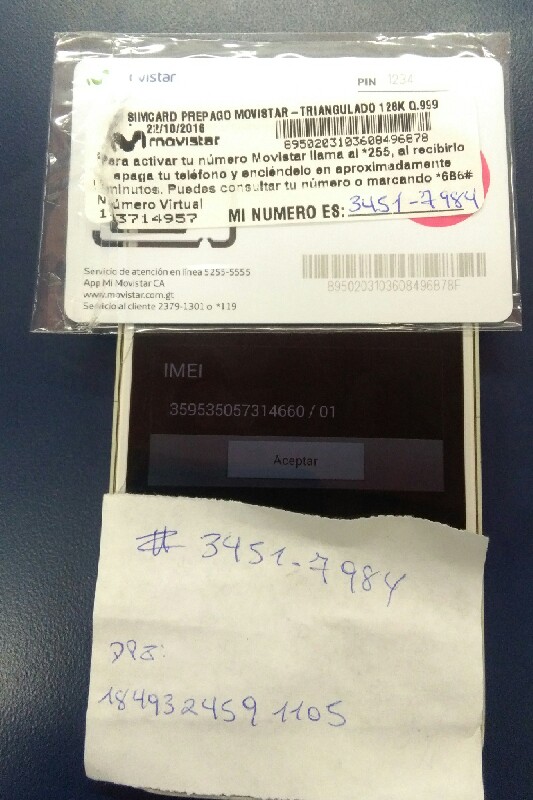 movistar
PIN 1234
SIMCARD PREPAGO MOVISTAR - TRIANGULADO 128K Q.999
22/10/2016
movistar
8950203103608496878
Para activar tu número Movistar llama al *255, al recibirlo
apaga tu teléfono y enciéndelo en aproximadamente
minutos. Puedes consultar tu número o marcando *686#
Número Virtual
13714957
MI NUMERO ES: 3451-7984
Servicio de atención en línea 5255-5555
App Mi Movistar CA
www.movistar.com.gt
Servicio al cliente 2379-1301 o *119
8950203103608496878F
IMEI
359535057314660 / 01
Aceptar
# 3451-7984
DPI:
184932459 1105